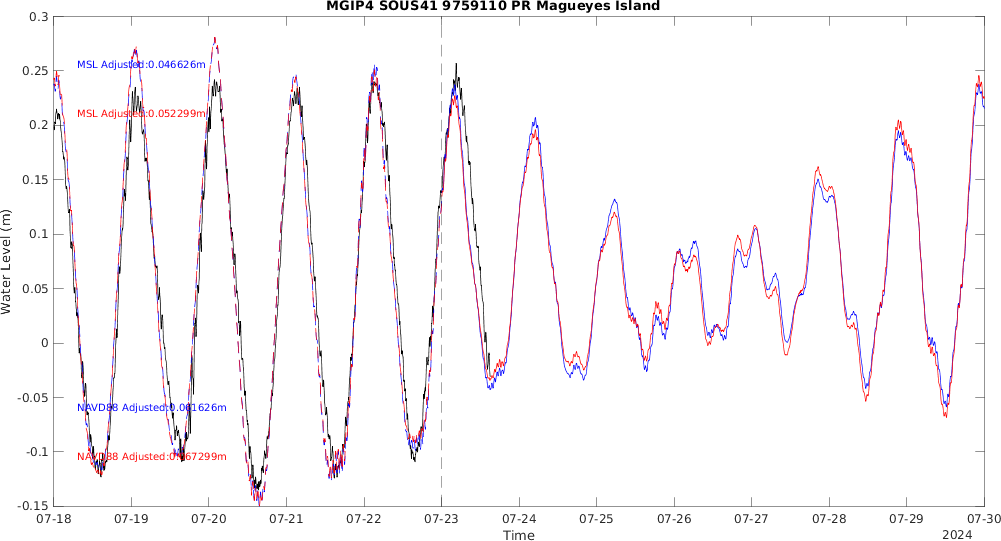 MGIP4 SOUS41 9759110 PR Magueyes Island
0.3
0.25
0.2
0.15
0.1
0.05
0
-0.05
-0.1
-0.15
Water Level (m)
MSL Adjusted:0.046626m
MSL Adjusted:0.052299m
NAVD88 Adjusted:0.061626m
NAVD88 Adjusted:0.067299m
07-18 07-19 07-20 07-21 07-22 07-23 07-24 07-25 07-26 07-27 07-28 07-29 07-30
Time
2024